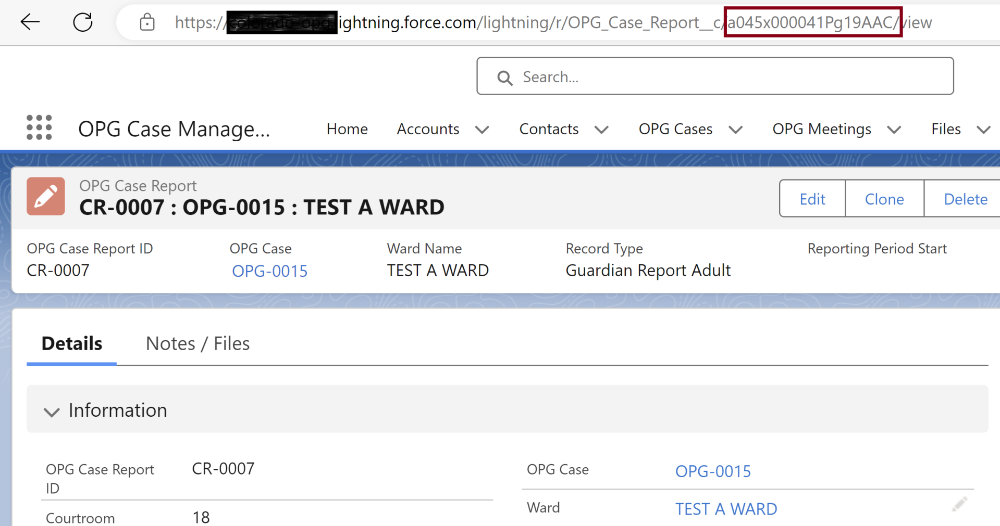 https://lightning.force.com/lightning/r/OPG_Case_Report__c/a045x000041Pg19AAC/view
Search...
OPG Case Manage... Home Accounts Contacts OPG Cases OPG Meetings Files
OPG Case Report
CR-0007 : OPG-0015 : TEST A WARD
Edit Clone Delete
OPG Case Report ID OPG Case Ward Name Record Type Reporting Period Start
CR-0007 OPG-0015 TEST A WARD Guardian Report Adult
Details Notes / Files
Information
OPG Case Report CR-0007 OPG Case OPG-0015
ID
Ward TEST A WARD
Courtroom 18